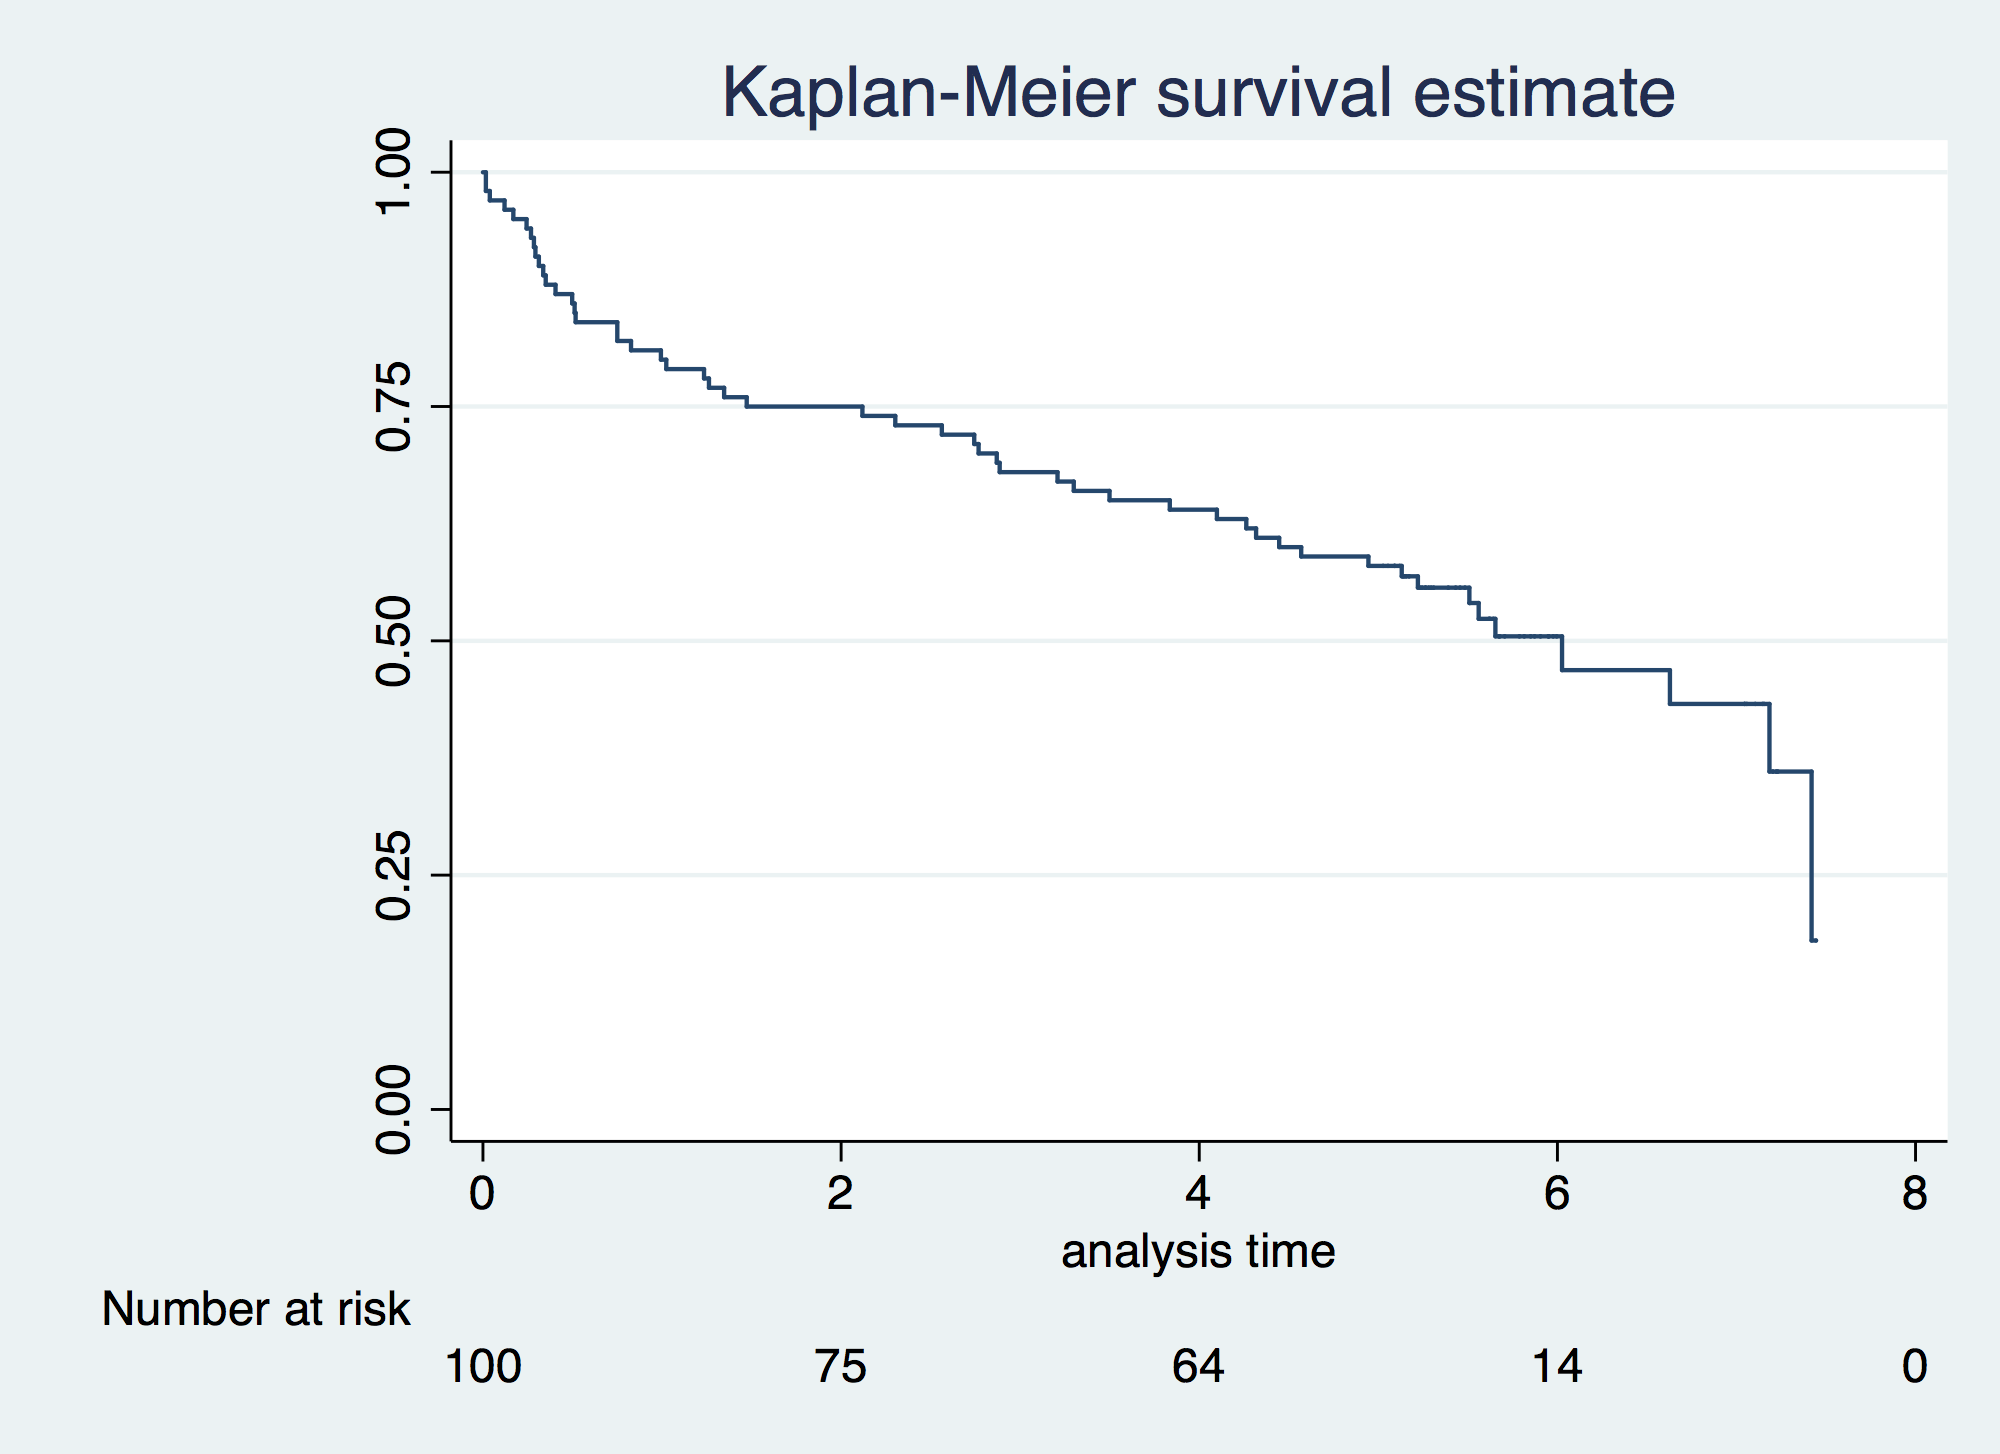 Kaplan-Meier survival estimate
1.00
0.75
0.50
0.25
0.00
0 2 4 6 8
analysis time
Number at risk
100 75 64 14 0